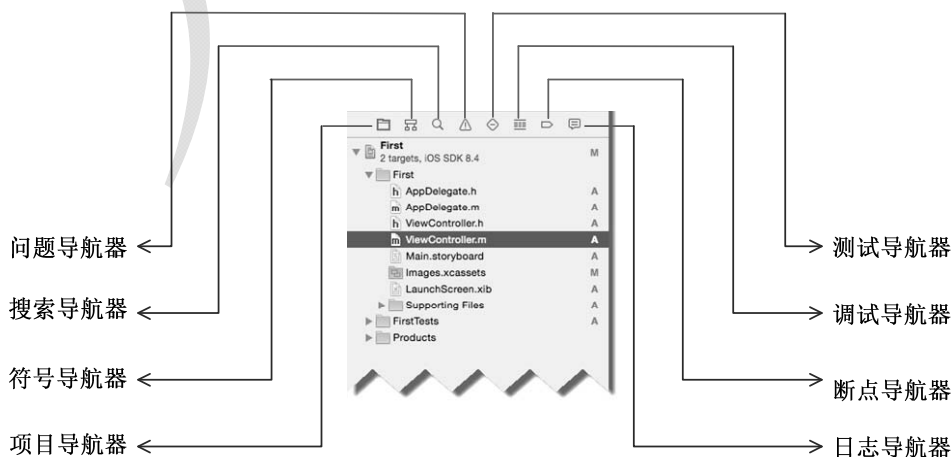 First
2 targets, iOS SDK 8.4
M
First
h AppDelegate.h A
m AppDelegate.m A
h ViewController.h A
m ViewController.m A
Main.storyboard A
Images.xcassets M
LaunchScreen.xib A
Supporting Files A
FirstTests A
Products
问题导航器
搜索导航器
符号导航器
项目导航器
测试导航器
调试导航器
断点导航器
日志导航器